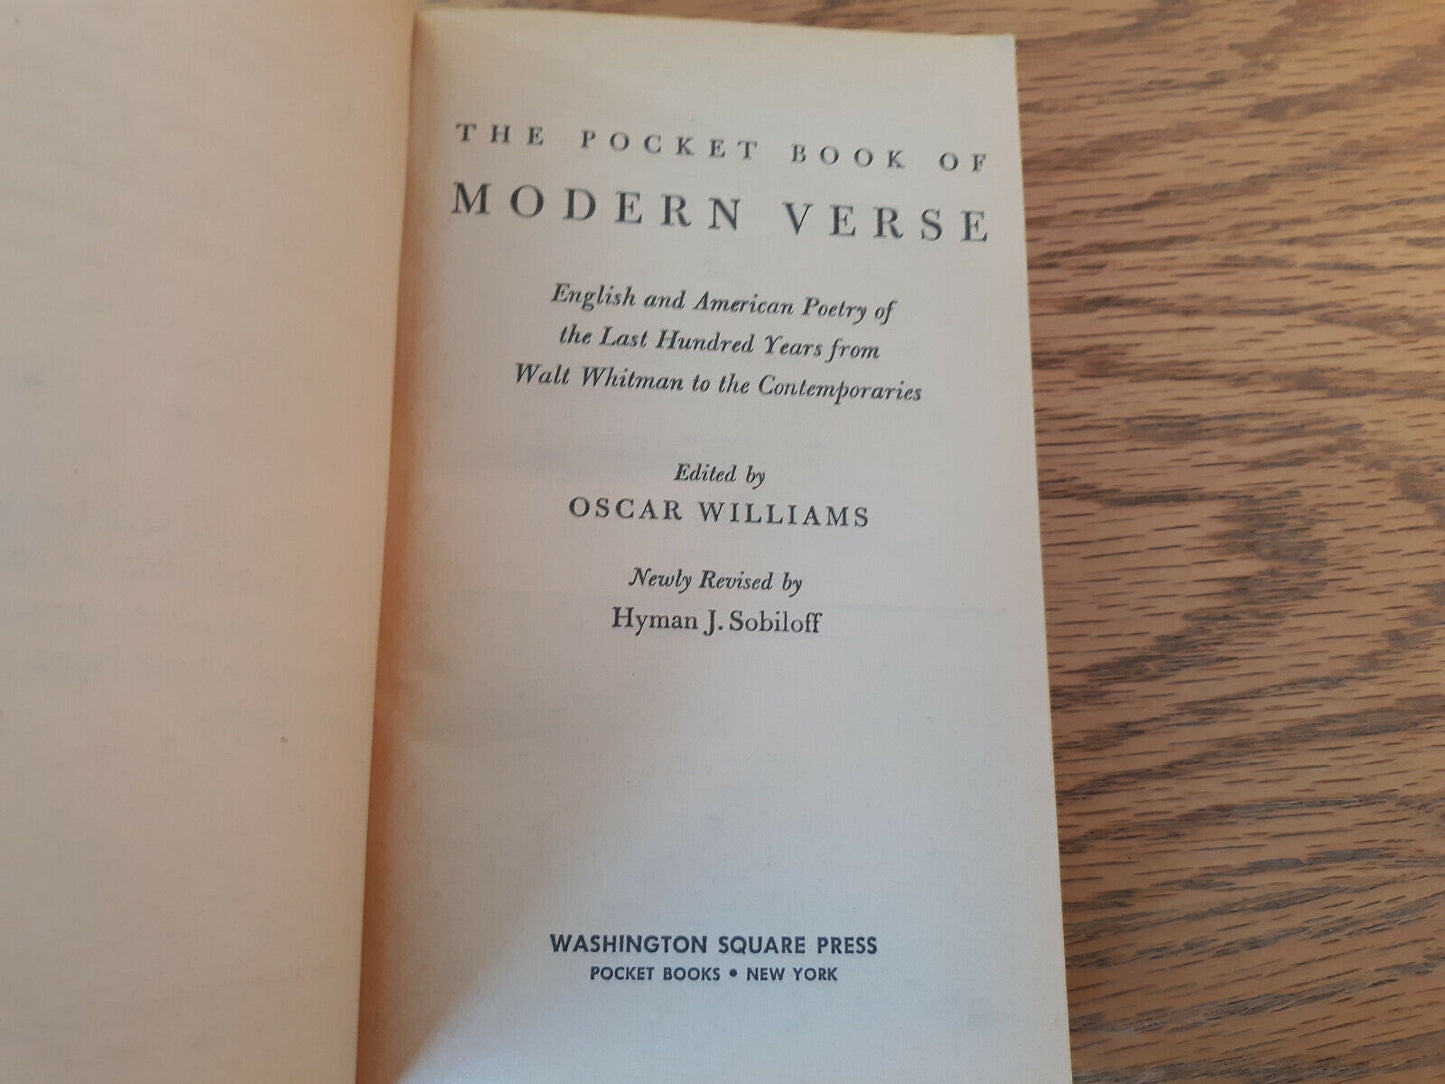 THE POCKET BOOK OF
MODERN VERSE
English and American Poetry of
the Last Hundred Years from
Walt Whitman to the Contemporaries
Edited by
OSCAR WILLIAMS
Newly Revised by
Hyman J. Sobiloff
WASHINGTON SQUARE PRESS
POCKET BOOKS • NEW YORK